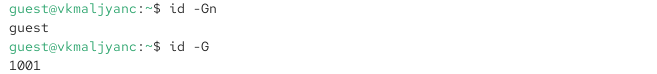 guest@vkmaljyanc:~$ id -Gn
guest
guest@vkmaljyanc:~$ id -G
1001